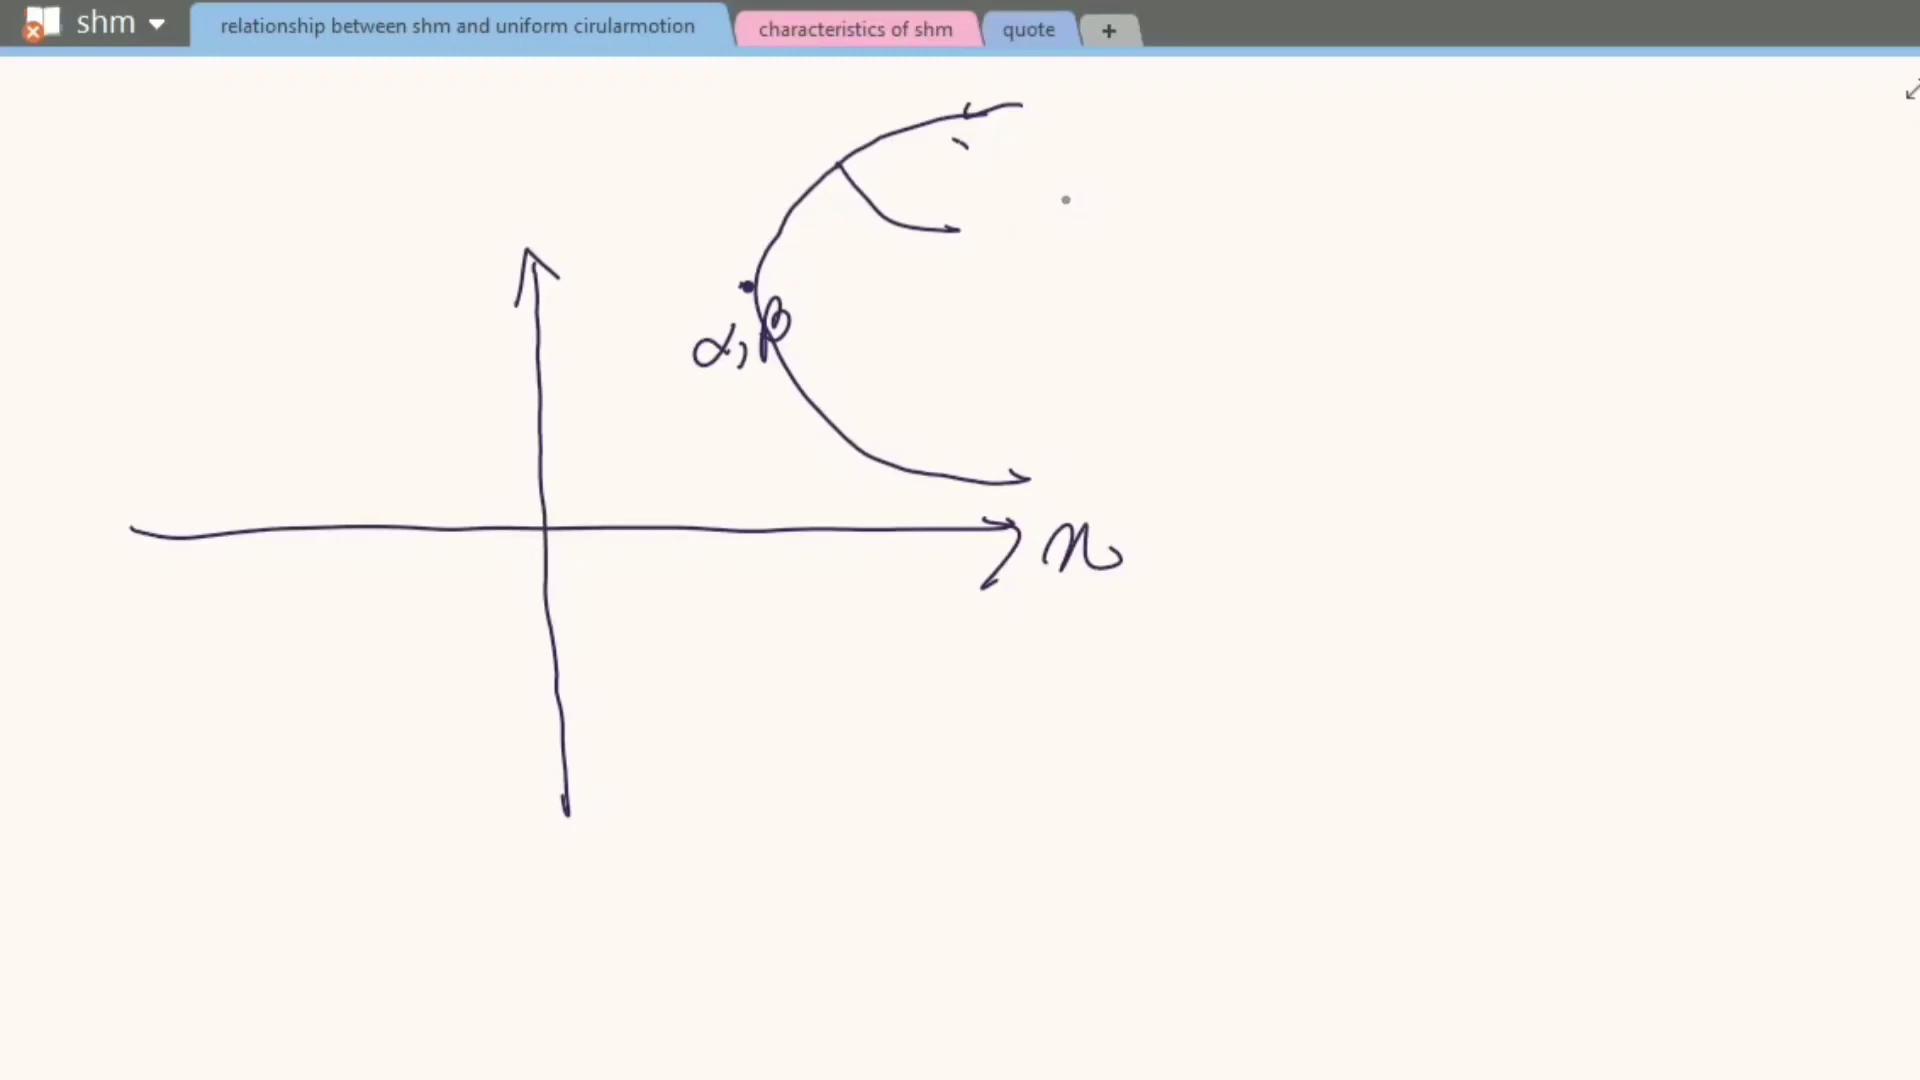 shm relationship between shm and uniform cirularmotion characteristics of shm quote +
α, β
x